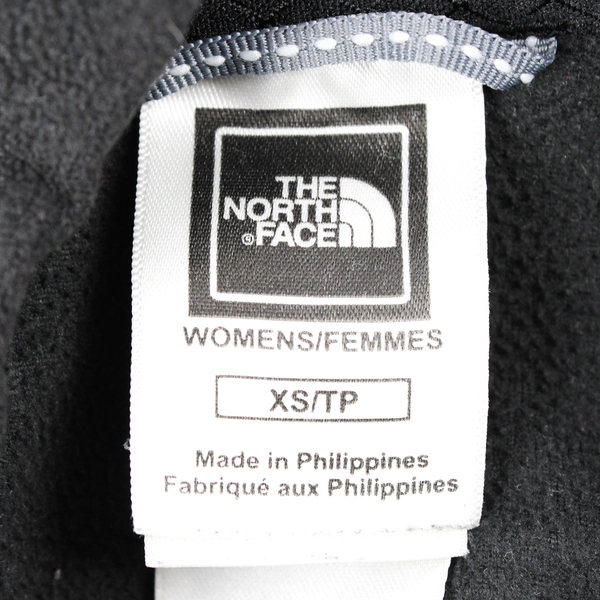 THE
NORTH
FACE
WOMENS/FEMMES
XS/TP
Made in Philippines
Fabriqué aux Philippines